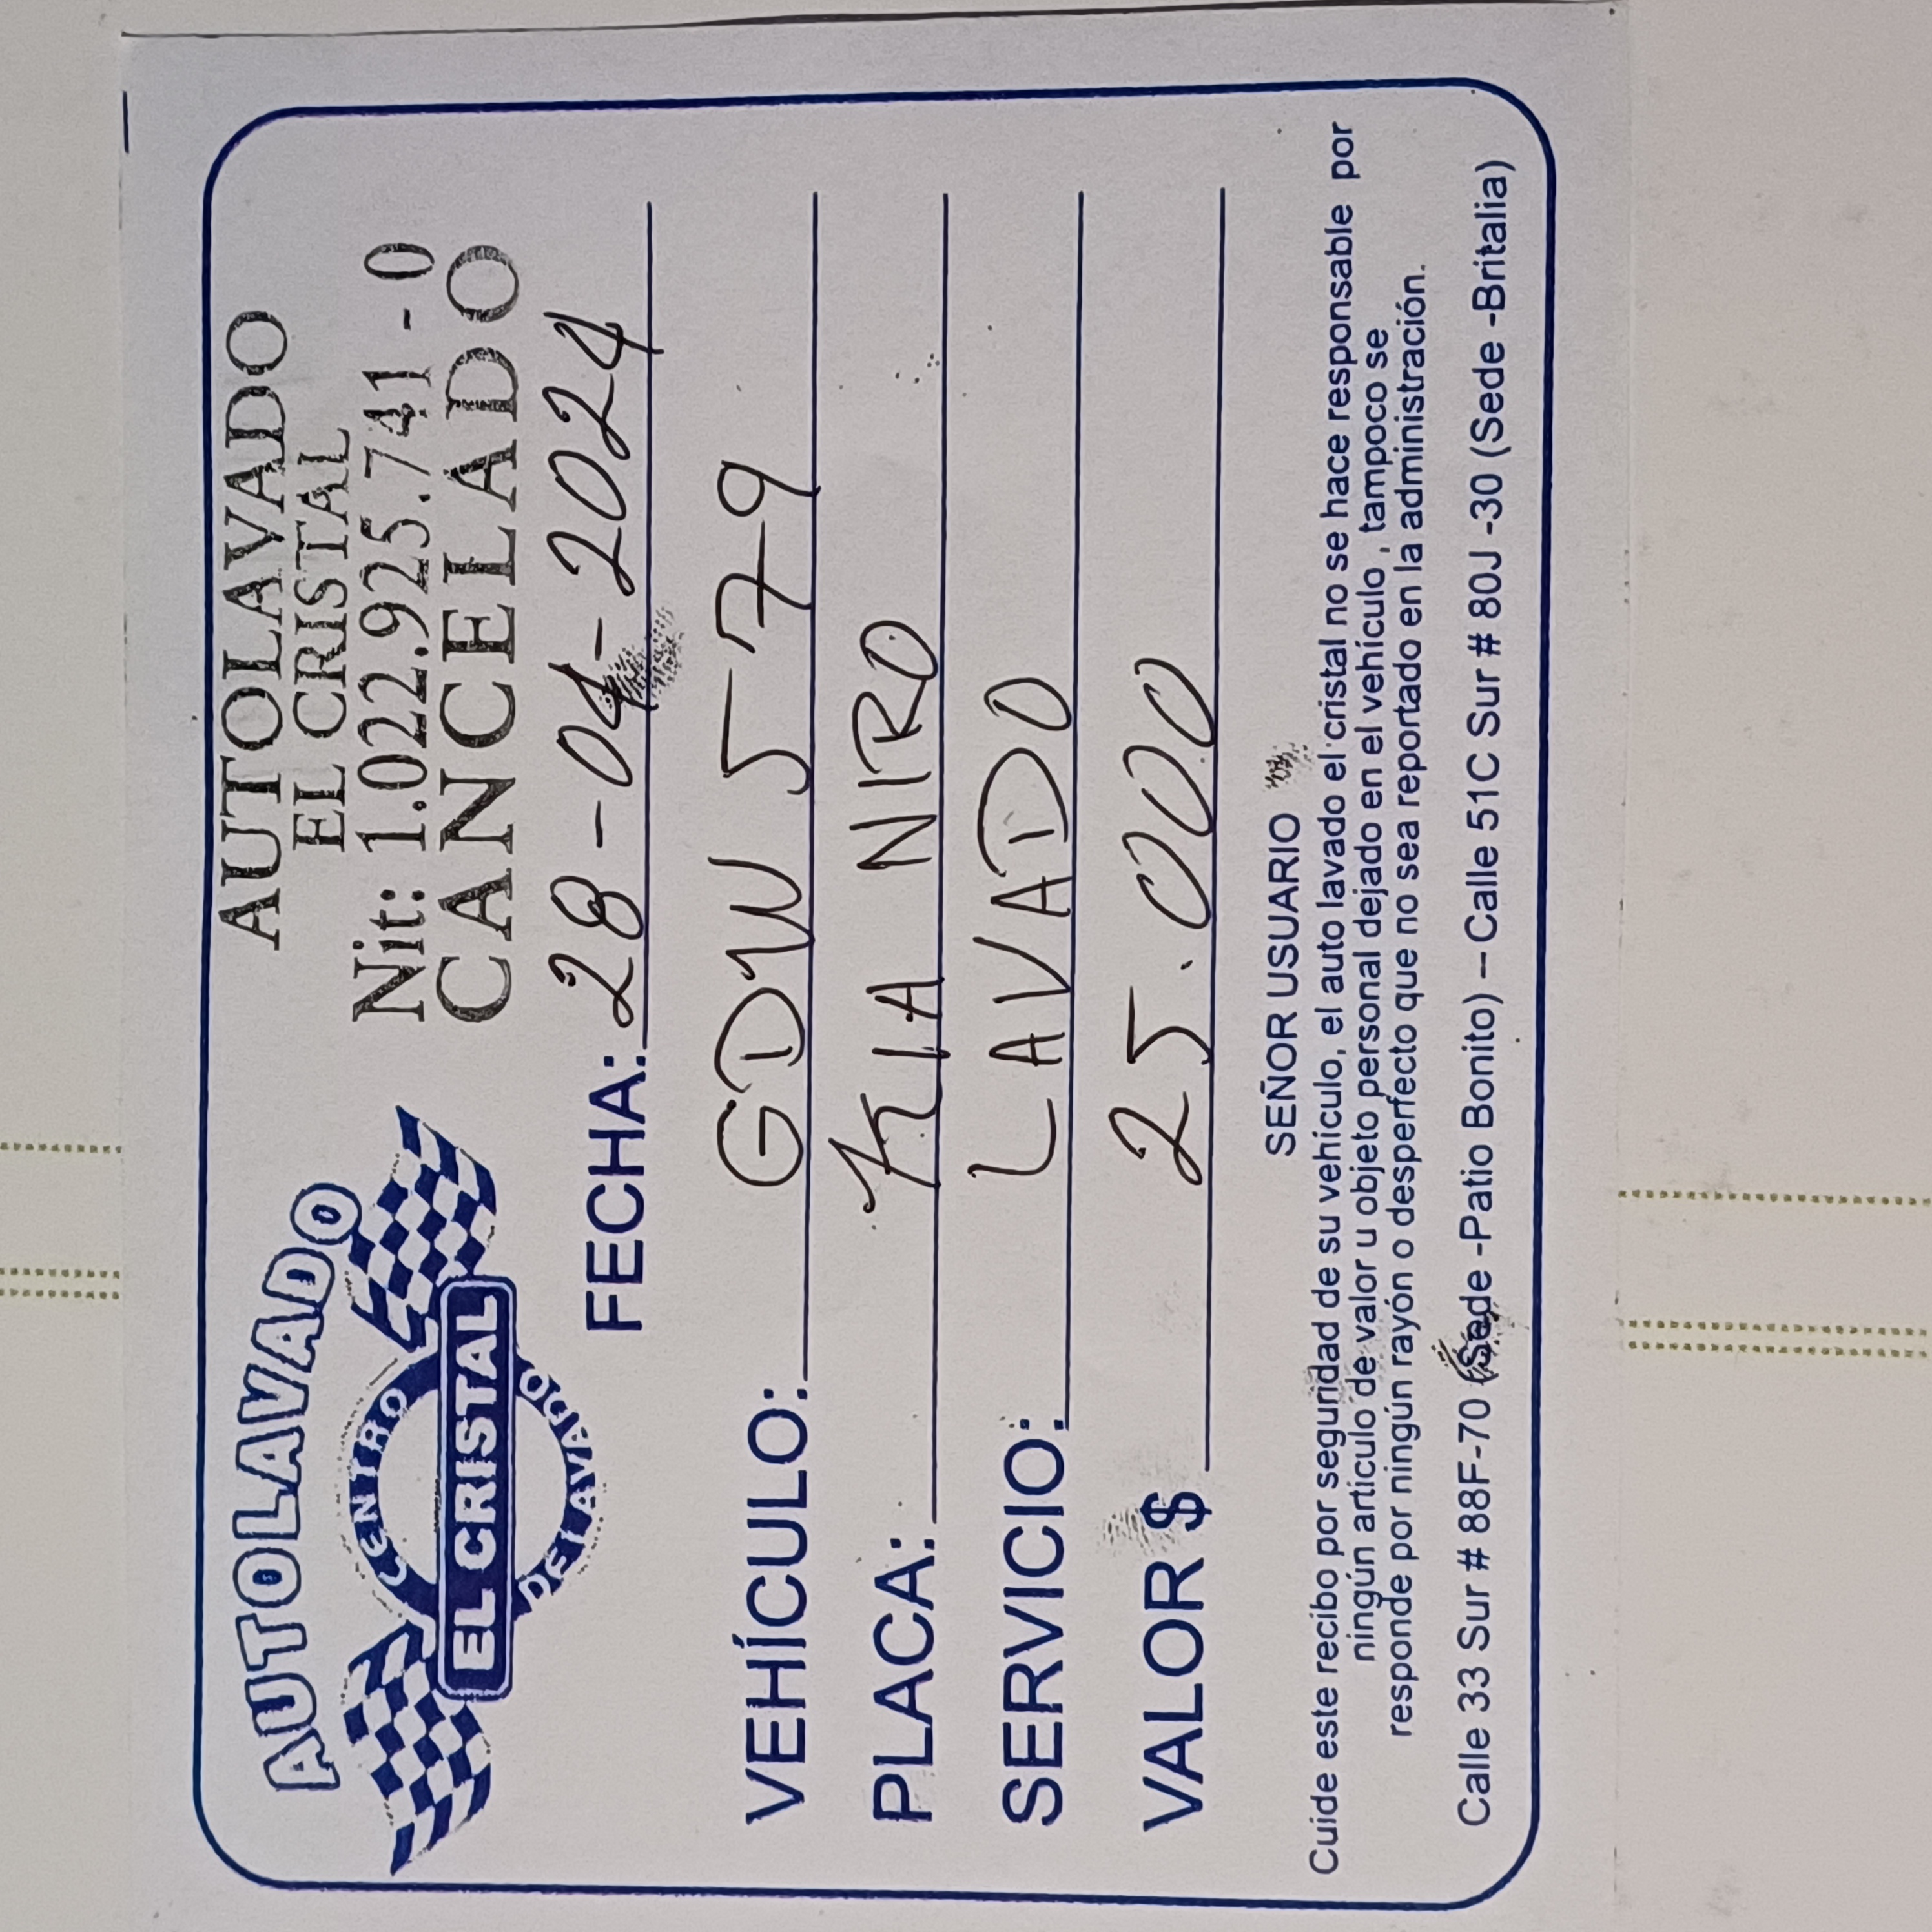 AUTOLAVADO
CENTRO
EL CRISTAL
DE LAVADO
AUTOLAVADO
EL CRISTAL
Nit: 1.022.925.741 - 0
CANCELADO
FECHA: 28-04-2024
VEHÍCULO: GDW 579
PLACA: KIA NIRO
SERVICIO: LAVADO
VALOR $ 25.000
SEÑOR USUARIO
Cuide este recibo por seguridad de su vehículo, el auto lavado el cristal no se hace responsable por
ningún artículo de valor u objeto personal dejado en el vehículo , tampoco se
responde por ningún rayón o desperfecto que no sea reportado en la administración.
Calle 33 Sur # 88F-70 (Sede -Patio Bonito) – Calle 51C Sur # 80J -30 (Sede -Britalia)